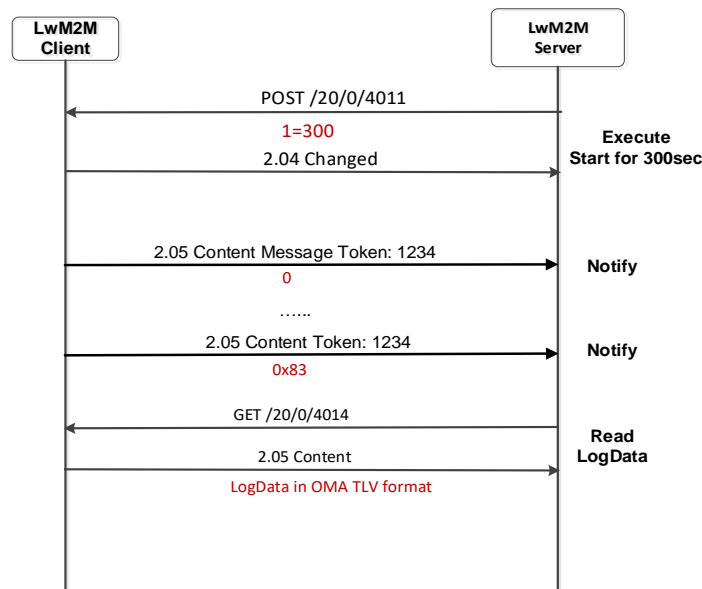 LwM2M
Client
LwM2M
Server
POST /20/0/4011
1=300
Execute
Start for 300sec
2.04 Changed
2.05 Content Message Token: 1234
Notify
0
......
2.05 Content Token: 1234
Notify
0x83
GET /20/0/4014
Read
LogData
2.05 Content
LogData in OMA TLV format